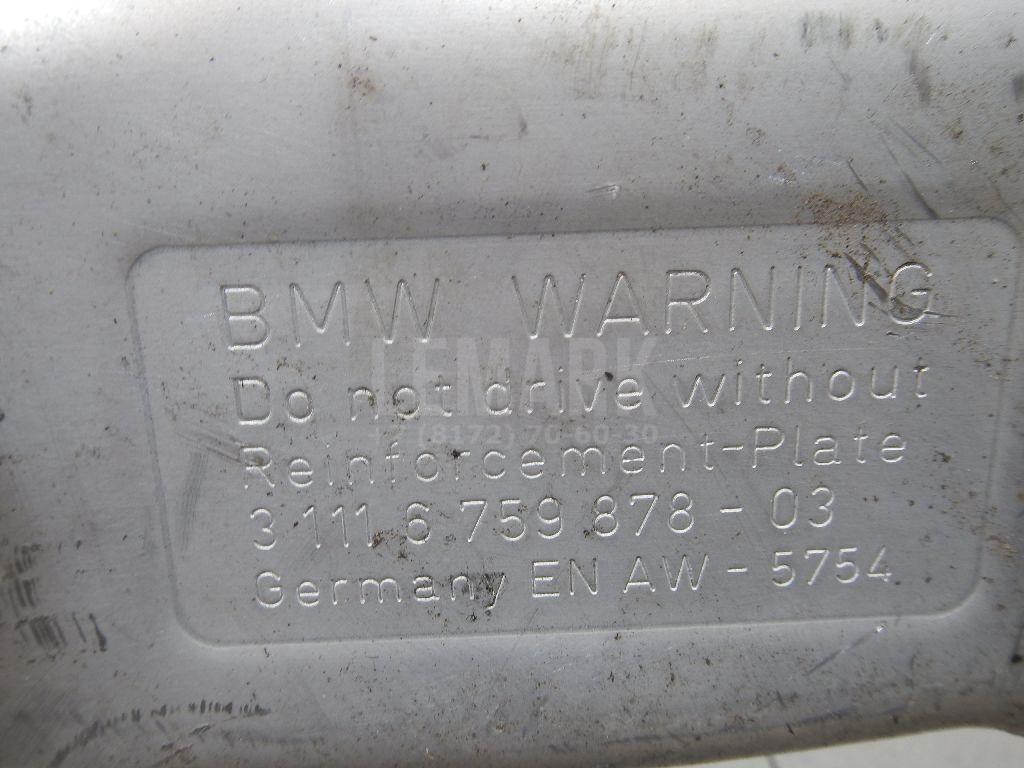 BMW WARNING
Do not drive without
Reinforcement-Plate
3 111 6 759 878 - 03
Germany EN AW - 5754
LEMARK
+7 (8172) 70-60-30